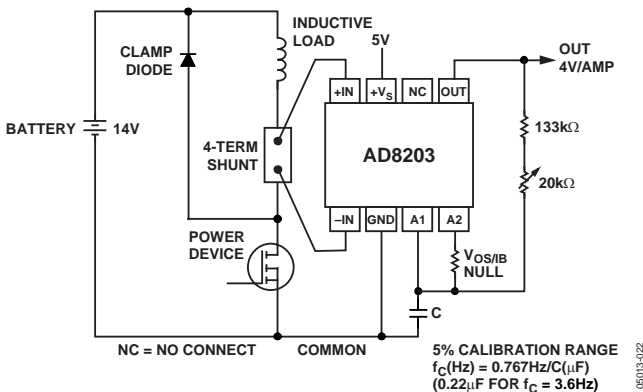 INDUCTIVE
LOAD
CLAMP
DIODE
5V
OUT
4V/AMP
+IN
+VS
NC
OUT
BATTERY
14V
4-TERM
SHUNT
AD8203
133kΩ
20kΩ
–IN
GND
A1
A2
POWER
DEVICE
VOS/IB
NULL
C
NC = NO CONNECT
COMMON
5% CALIBRATION RANGE
fC(Hz) = 0.767Hz/C(μF)
(0.22μF FOR fC = 3.6Hz)
05013-022